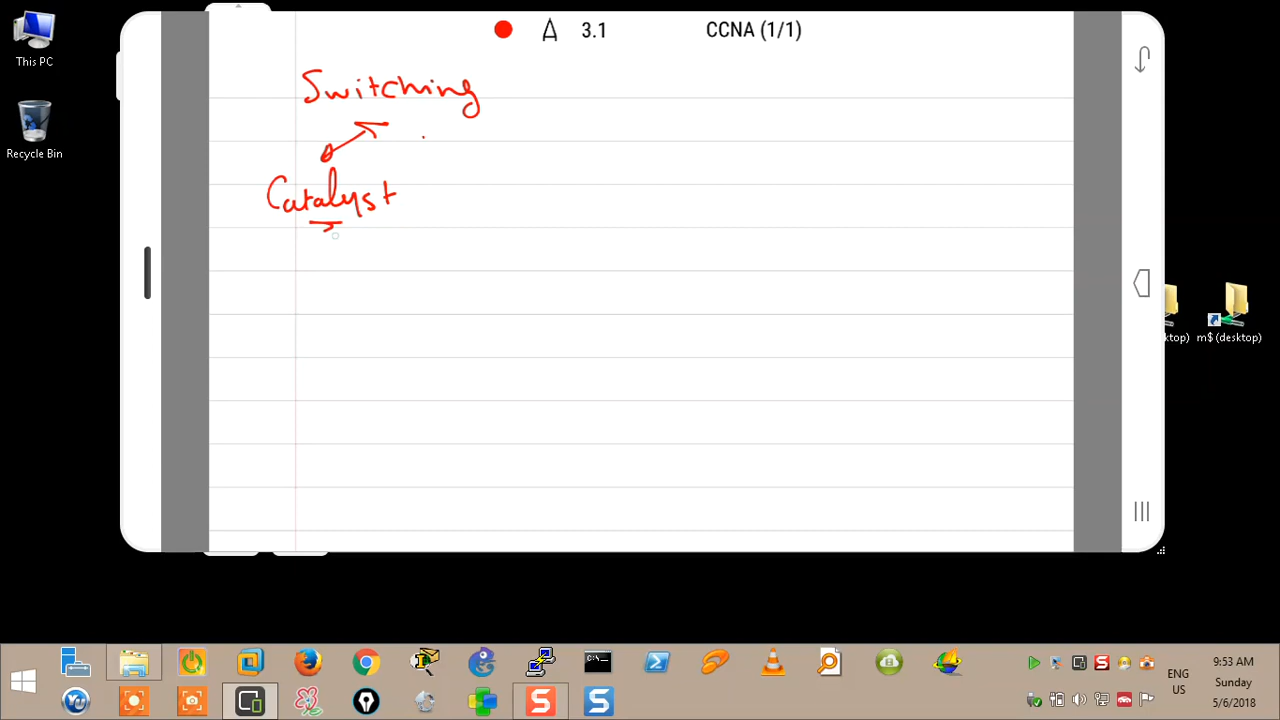 This PC
Recycle Bin
3.1
CCNA (1/1)
Switching
Catalyst
ktop)
m$ (desktop)
ENG
US
9:53 AM
Sunday
5/6/2018